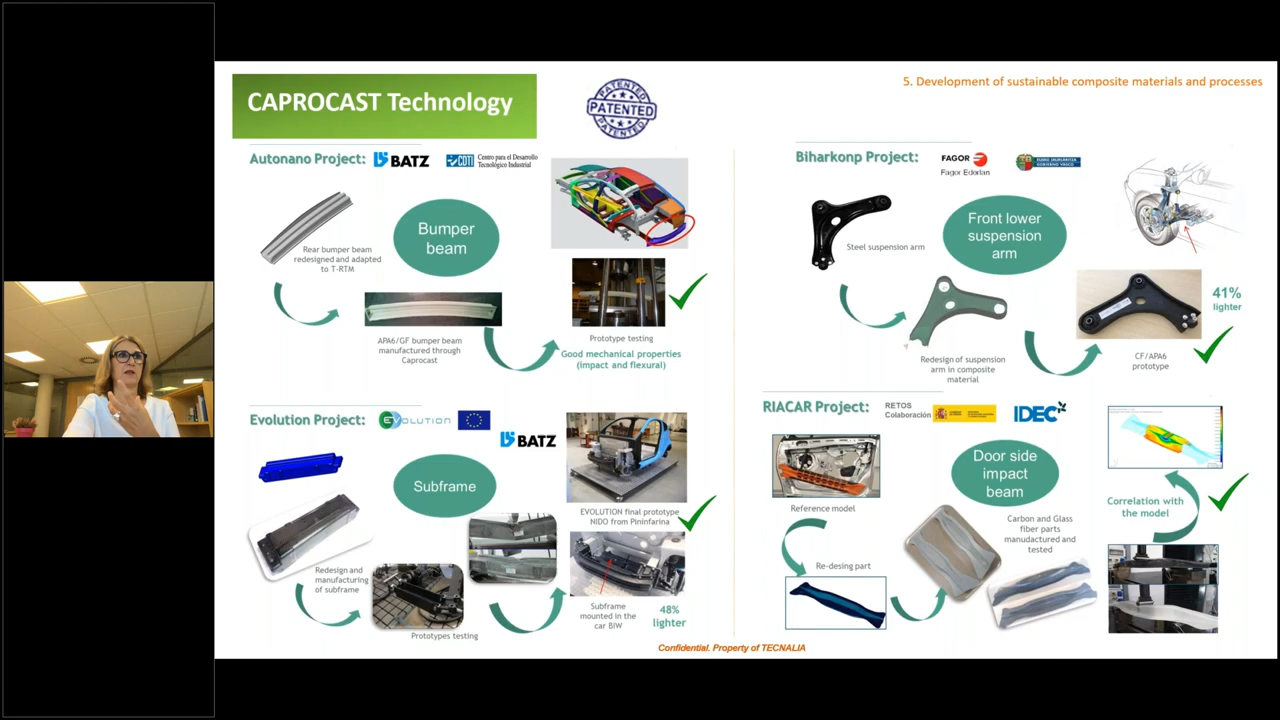 5. Development of sustainable composite materials and processes
CAPROCAST Technology
PATENTED
PATENTED
PATENTED
Autonano Project:
BATZ
CDTI
Centro para el Desarrollo
Tecnológico Industrial
Bumper
beam
Rear bumper beam
redesigned and adapted
to T-RTM
APA6/GF bumper beam
manufactured through
Caprocast
Prototype testing
Good mechanical properties
(impact and flexural)
Biharkonp Project:
FAGOR
Fagor Ederlan
Steel suspension arm
Front lower
suspension
arm
Redesign of suspension
arm in composite
material
CF/APA6
prototype
41%
lighter
Evolution Project:
EVOLUTION
BATZ
Subframe
Redesign and
manufacturing
of subframe
Prototypes testing
EVOLUTION final prototype
NIDO from Pininfarina
Subframe
mounted in the
car BIW
48%
lighter
RIACAR Project:
RETOS
Colaboración
IDEC
Reference model
Door side
impact
beam
Re-desing part
Carbon and Glass
fiber parts
manudactured and
tested
Correlation with
the model
Confidential. Property of TECNALIA